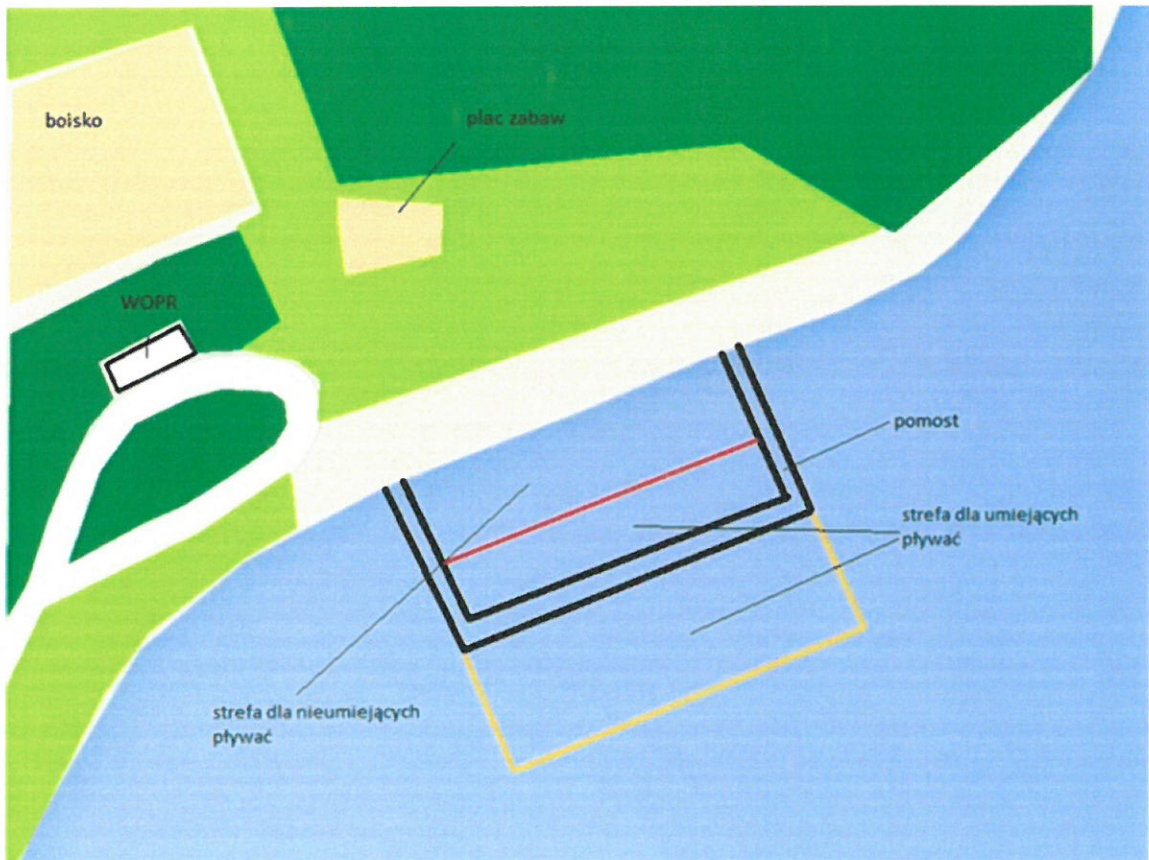 boisko
plac zabaw
WOPR
pomost
strefa dla umiejących
pływać
strefa dla nieumiejących
pływać